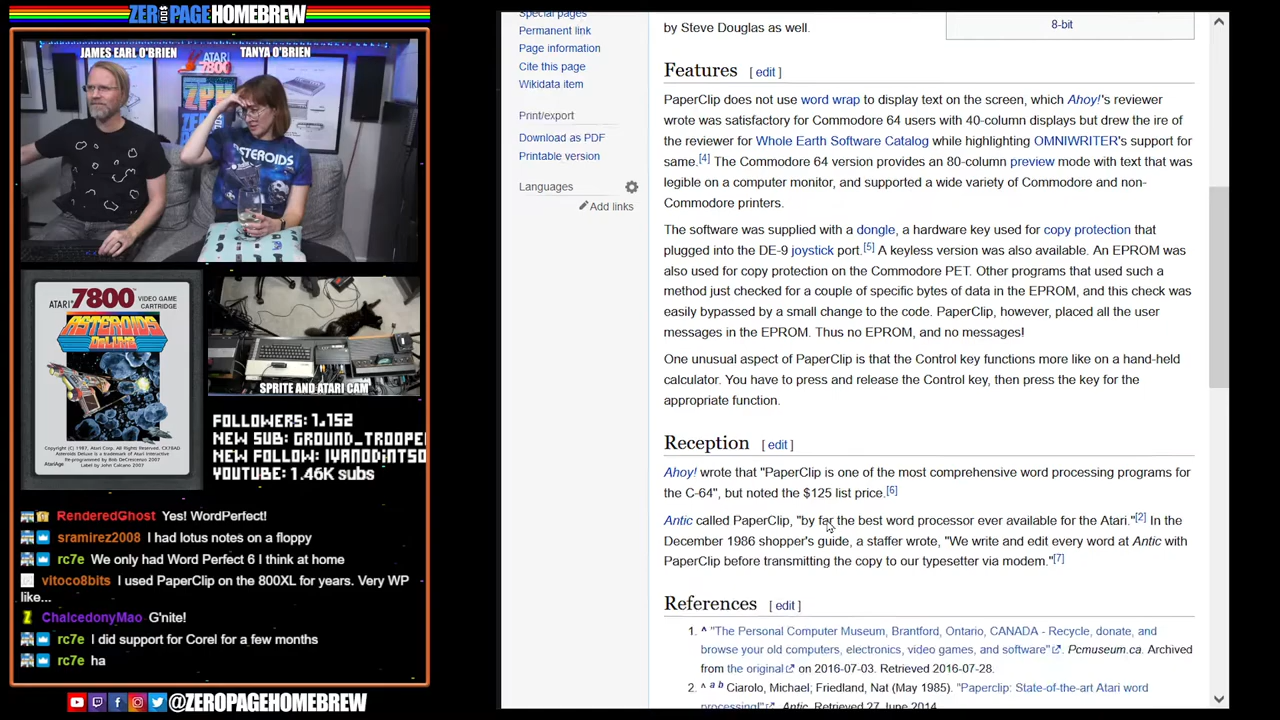 ZERO PAGE HOMEBREW
JAMES EARL O'BRIEN
TANYA O'BRIEN
ATARI
7800
ZPH
ASTEROIDS
ATARI 7800 VIDEO GAME
CARTRIDGE
ASTEROIDS
DELUXE
Copyright (C) 1987, Atari Corp. All Rights Reserved. CX78AD
SPRITE AND ATARI CAM
FOLLOWERS: 1,152
NEW SUB: GROUND_TROOPER
NEW FOLLOW: IVANODINTSO
YOUTUBE: 1.46K subs
RenderedGhost Yes! WordPerfect!
sramirez2008 I had lotus notes on a floppy
rc7e We only had Word Perfect 6 I think at home
vitoco8bits I used PaperClip on the 800XL for years. Very WP
like...
ChalcedonyMao G'nite!
rc7e I did support for Corel for a few months
rc7e ha
@ZEROPAGEHOMEBREW
Special pages
Permanent link
Page information
Cite this page
Wikidata item
Print/export
Download as PDF
Printable version
Languages
Add links
by Steve Douglas as well.
8-bit
Features [ edit ]
PaperClip does not use word wrap to display text on the screen, which Ahoy!'s reviewer
wrote was satisfactory for Commodore 64 users with 40-column displays but drew the ire of
the reviewer for Whole Earth Software Catalog while highlighting OMNIWRITER's support for
same.[4] The Commodore 64 version provides an 80-column preview mode with text that was
legible on a computer monitor, and supported a wide variety of Commodore and non-
Commodore printers.
The software was supplied with a dongle, a hardware key used for copy protection that
plugged into the DE-9 joystick port.[5] A keyless version was also available. An EPROM was
also used for copy protection on the Commodore PET. Other programs that used such a
method just checked for a couple of specific bytes of data in the EPROM, and this check was
easily bypassed by a small change to the code. PaperClip, however, placed all the user
messages in the EPROM. Thus no EPROM, and no messages!
One unusual aspect of PaperClip is that the Control key functions more like on a hand-held
calculator. You have to press and release the Control key, then press the key for the
appropriate function.
Reception [ edit ]
Ahoy! wrote that "PaperClip is one of the most comprehensive word processing programs for
the C-64", but noted the $125 list price.[6]
Antic called PaperClip, "by far the best word processor ever available for the Atari."[2] In the
December 1986 shopper's guide, a staffer wrote, "We write and edit every word at Antic with
PaperClip before transmitting the copy to our typesetter via modem."[7]
References [ edit ]
1. ^ "The Personal Computer Museum, Brantford, Ontario, CANADA - Recycle, donate, and
browse your old computers, electronics, video games, and software". Pcmuseum.ca. Archived
from the original on 2016-07-03. Retrieved 2016-07-28.
2. ^ a b Ciarolo, Michael, Friedland, Nat (May 1985). "Paperclip: State-of-the-art Atari word
processing!". Antic. Retrieved 27 June 2014.